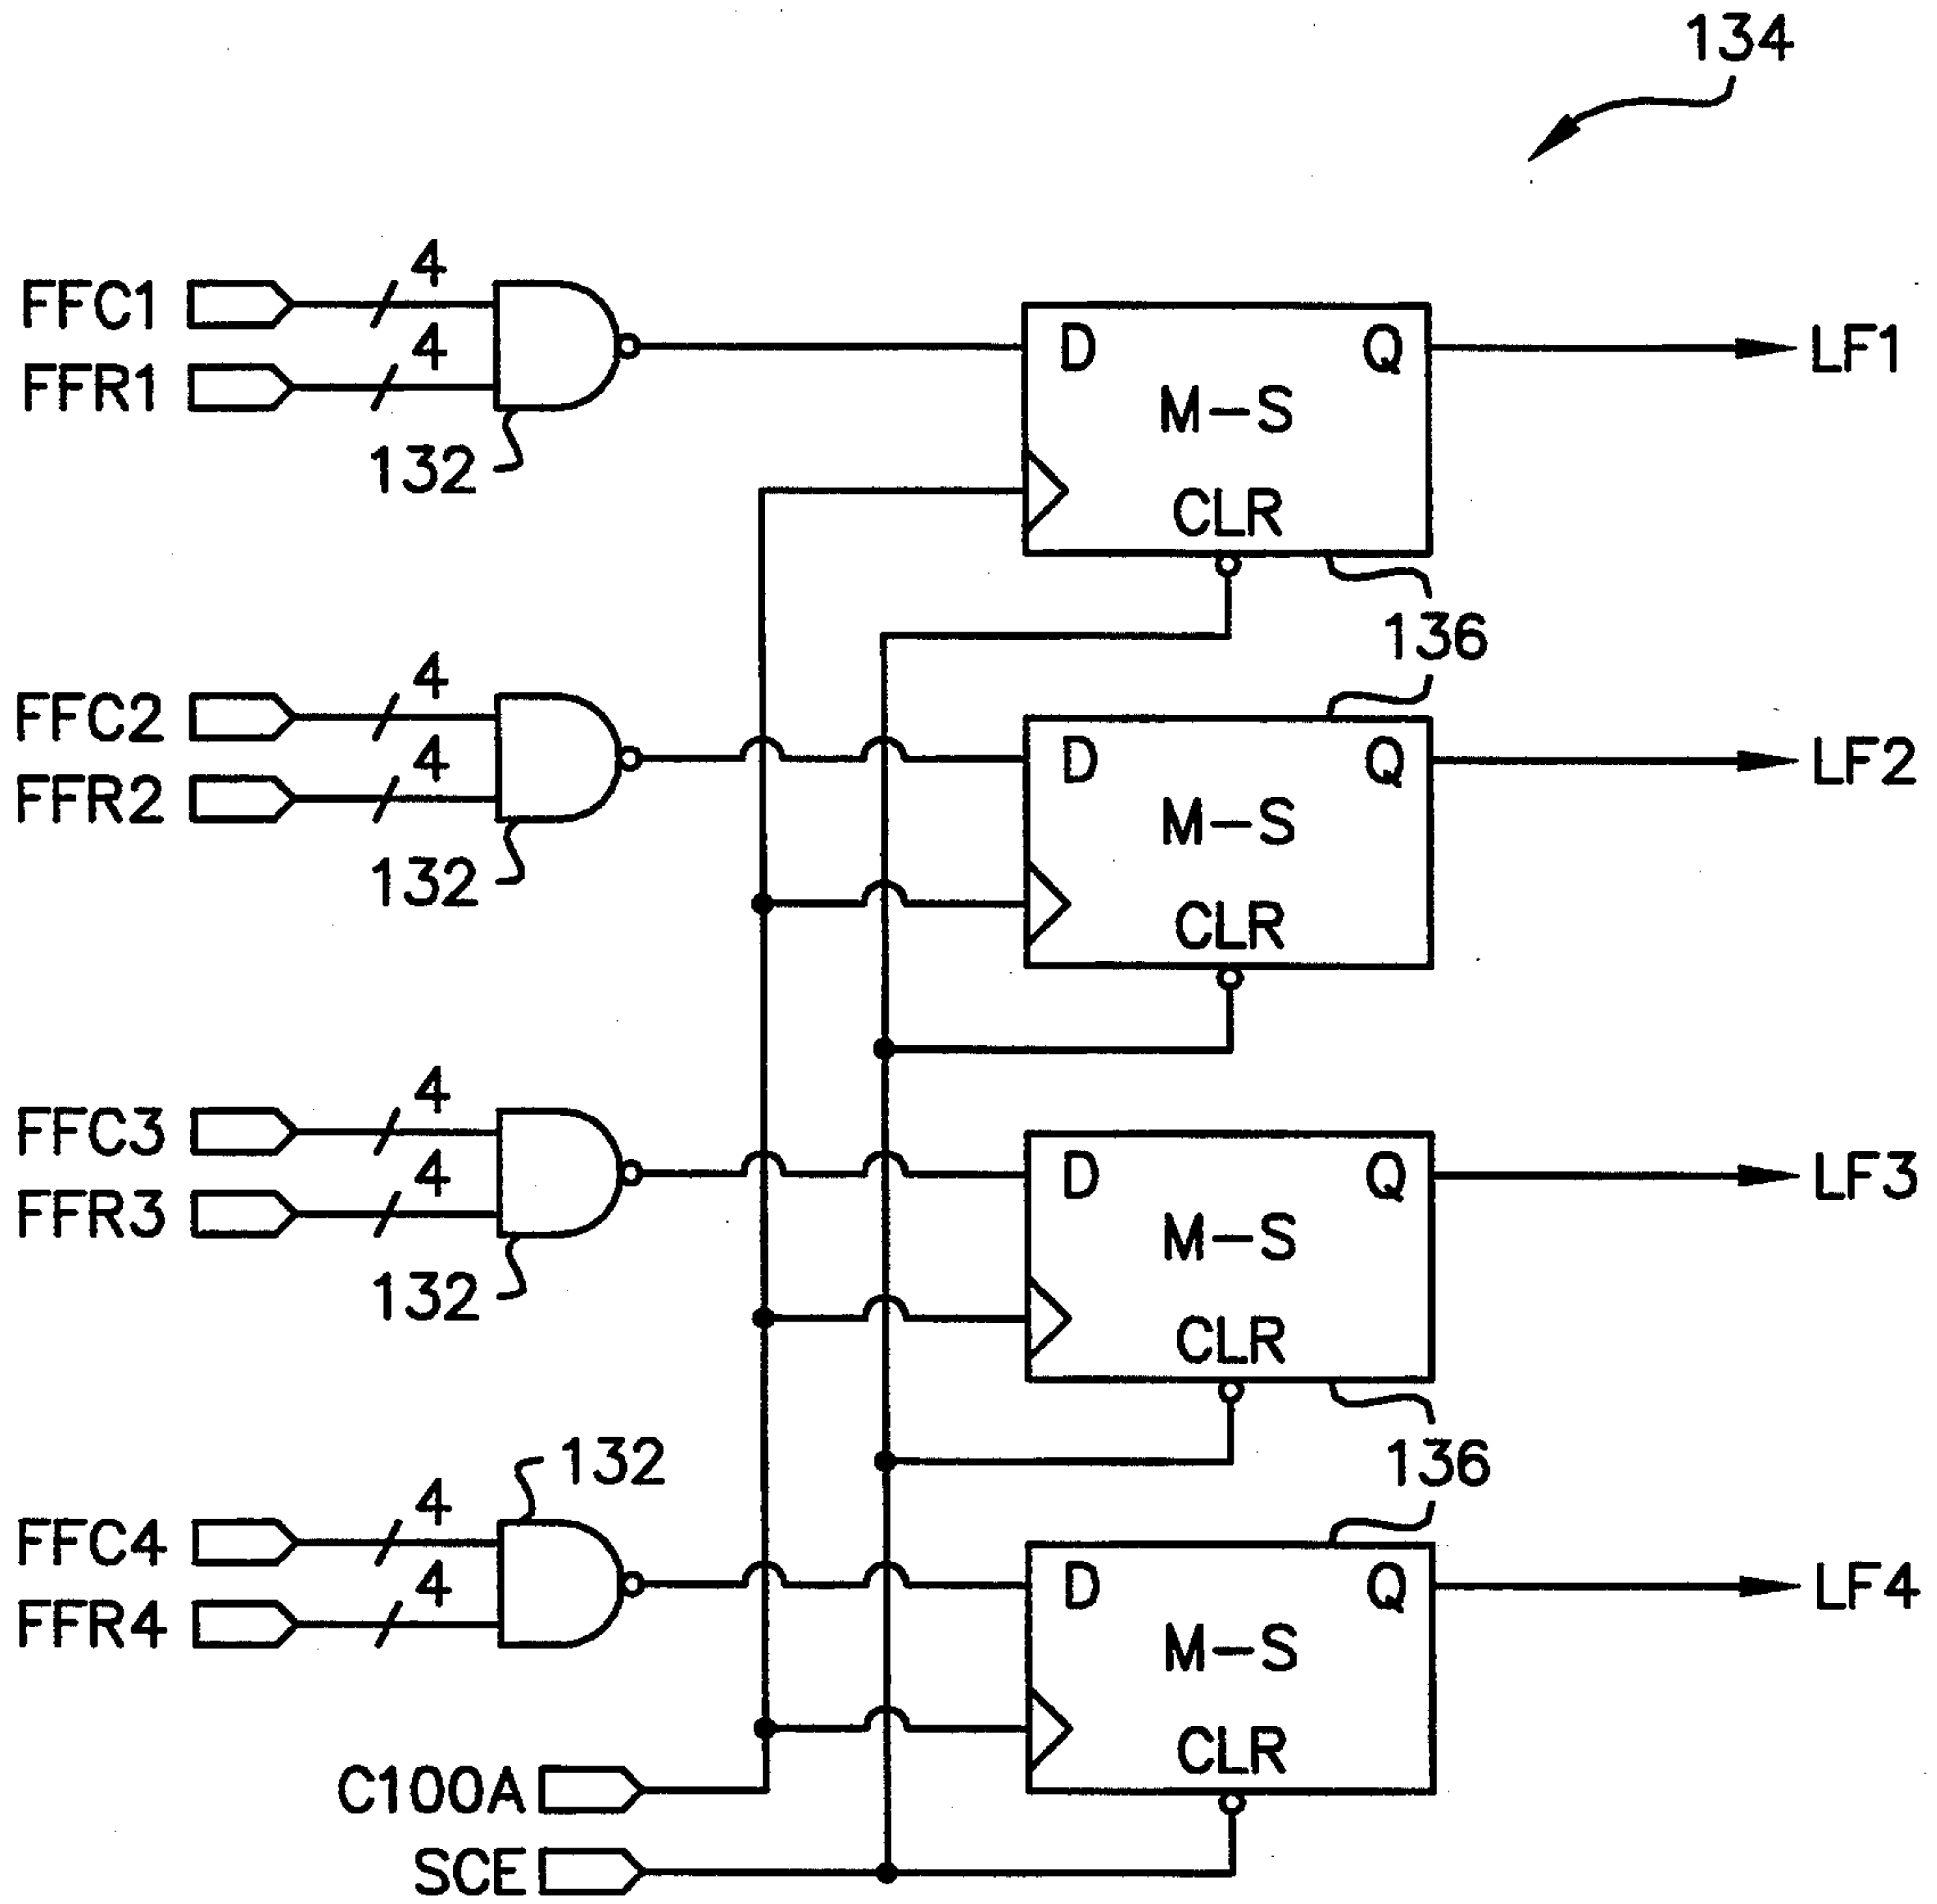 134
4
FFC1
4
FFR1
132
D Q
M-S
CLR
LF1
136
4
FFC2
4
FFR2
132
D Q
M-S
CLR
LF2
4
FFC3
4
FFR3
132
D Q
M-S
CLR
LF3
136
132
4
FFC4
4
FFR4
D Q
M-S
CLR
LF4
C100A
SCE